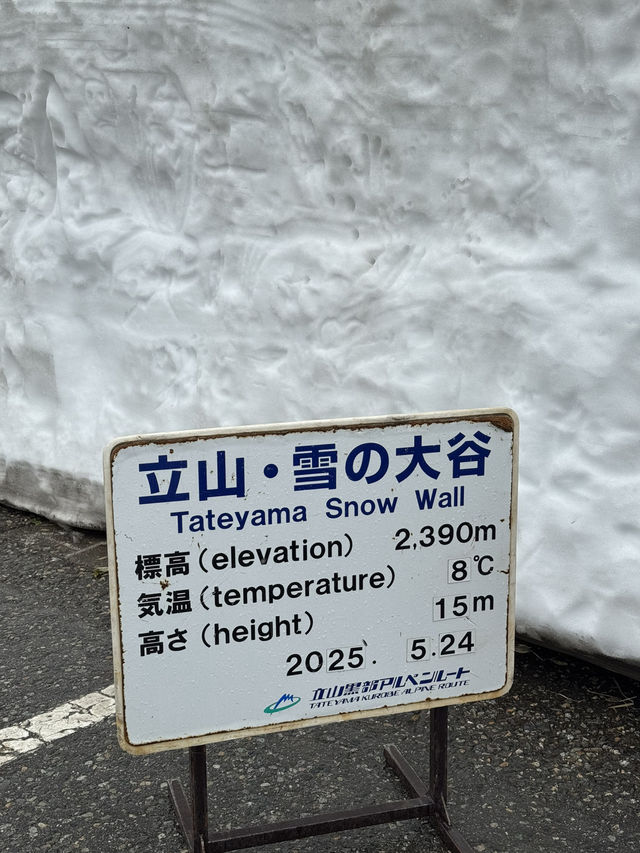 立山・雪の大谷
Tateyama Snow Wall
標高(elevation) 2,390m
気温(temperature) 8℃
高さ(height) 15m
2025. 5.24
立山黒部アルペンルート
TATEYAMA KUROBE ALPINE ROUTE